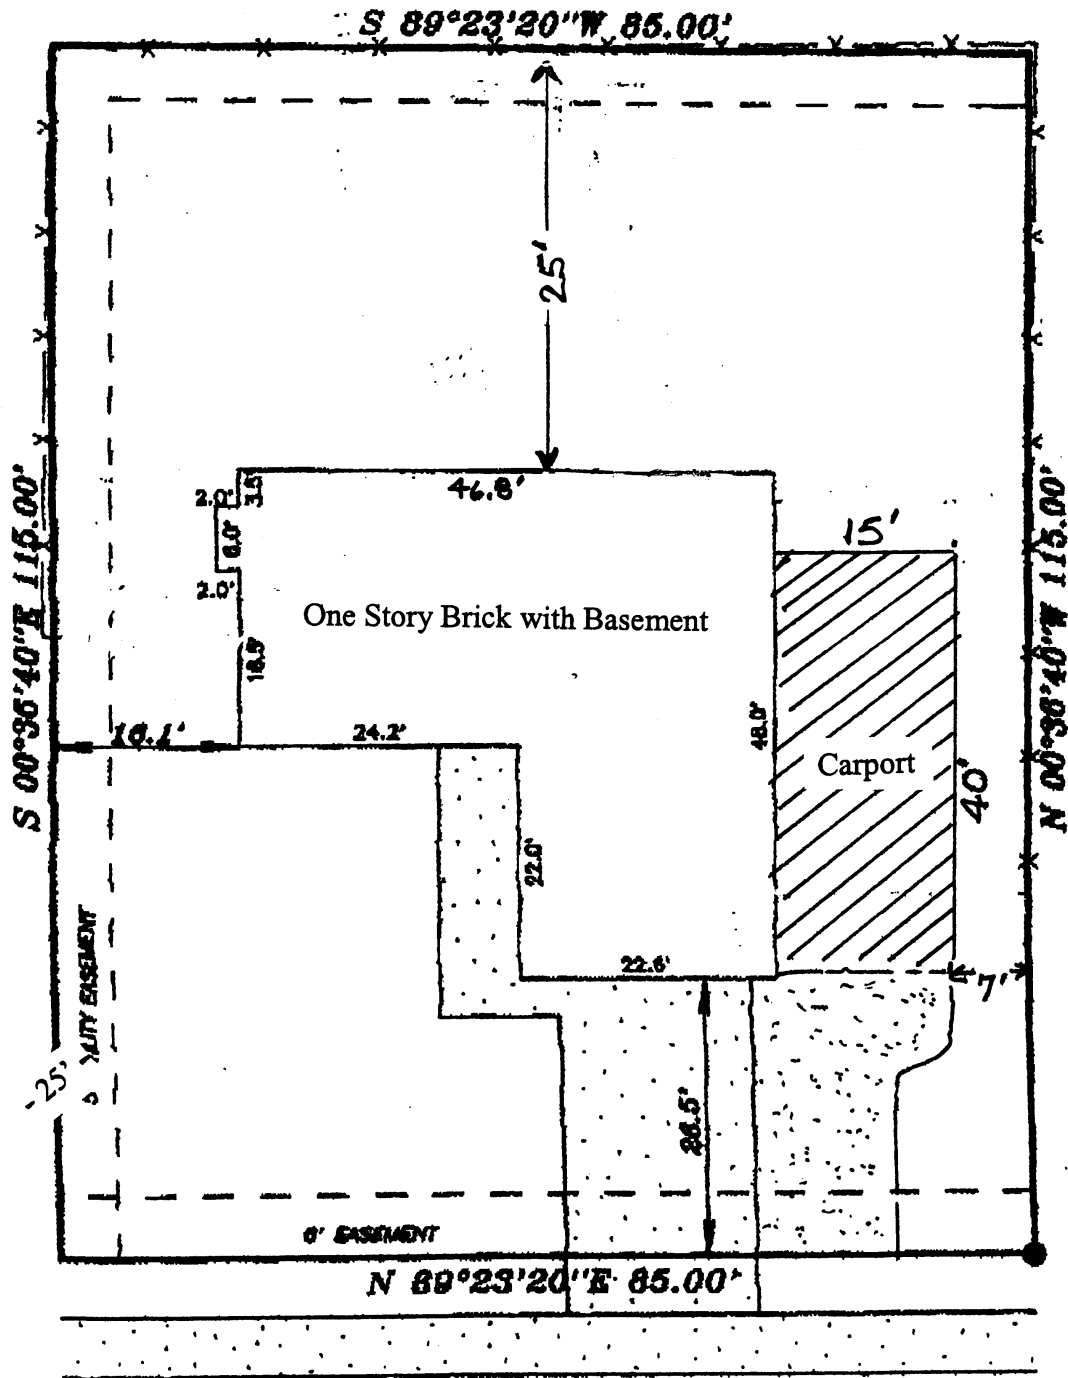 S 89°23'20"W 85.00'
25'
46.8'
3.5'
2.0'
6.0'
2.0'
15'
One Story Brick with Basement
18.5'
S 00°36'40"E 115.00'
N 00°36'40"W 115.00'
16.1'
24.2'
48.0'
Carport
40'
22.0'
22.6'
7'
UTILITY EASEMENT
25'
26.5'
6' EASEMENT
N 89°23'20"E 85.00'